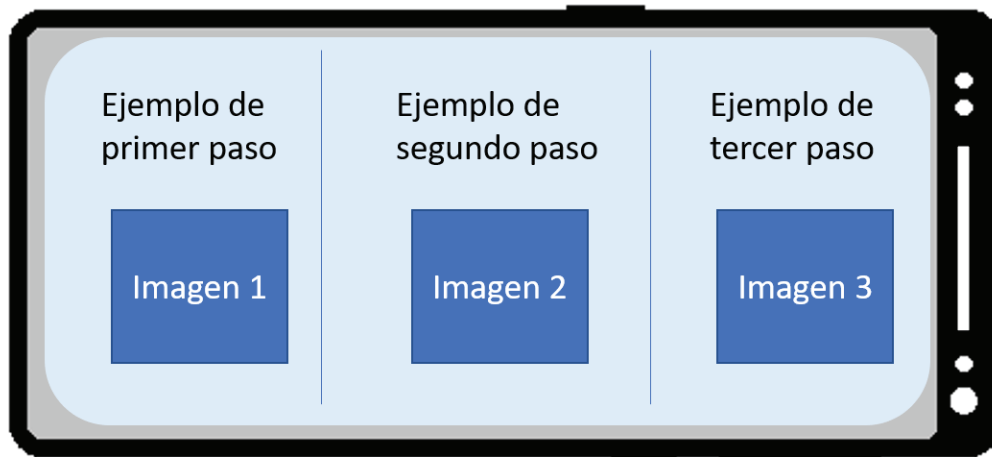 Ejemplo de
primer paso
Imagen 1
Ejemplo de
segundo paso
Imagen 2
Ejemplo de
tercer paso
Imagen 3